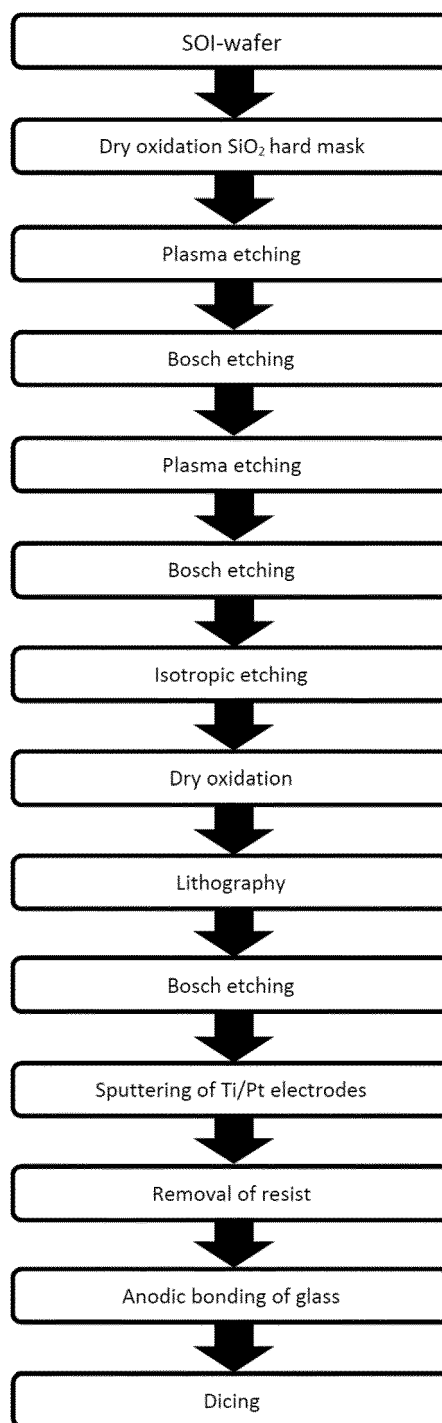 SOI-wafer
Dry oxidation SiO₂ hard mask
Plasma etching
Bosch etching
Plasma etching
Bosch etching
Isotropic etching
Dry oxidation
Lithography
Bosch etching
Sputtering of Ti/Pt electrodes
Removal of resist
Anodic bonding of glass
Dicing